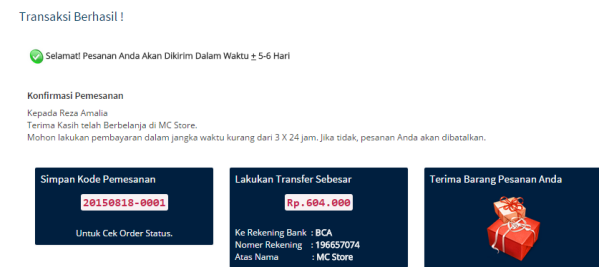 Transaksi Berhasil !
Selamat! Pesanan Anda Akan Dikirim Dalam Waktu ± 5-6 Hari
Konfirmasi Pemesanan
Kepada Reza Amalia
Terima Kasih telah Berbelanja di MC Store.
Mohon lakukan pembayaran dalam jangka waktu kurang dari 3 X 24 jam. Jika tidak, pesanan Anda akan dibatalkan.
Simpan Kode Pemesanan
20150818-0001
Untuk Cek Order Status.
Lakukan Transfer Sebesar
Rp.604.000
Ke Rekening Bank : BCA
Nomer Rekening : 196657074
Atas Nama : MC Store
Terima Barang Pesanan Anda